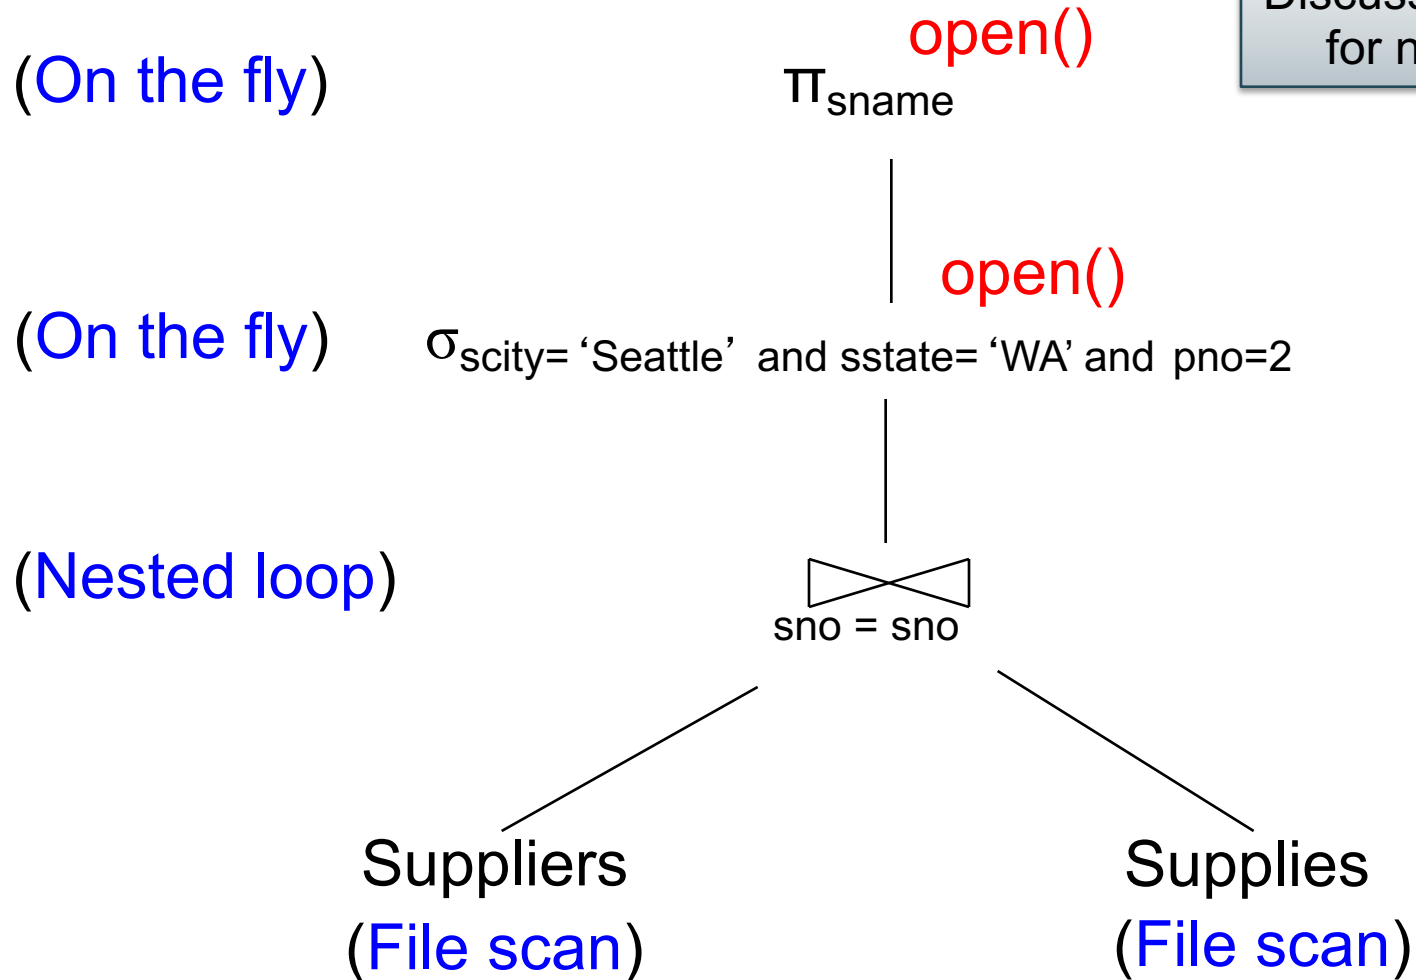 Discuss
for n
open()
(On the fly)
πsname
open()
(On the fly)
σscity= ‘Seattle’ and sstate= ‘WA’ and pno=2
(Nested loop)
sno = sno
Suppliers
Supplies
(File scan)
(File scan)